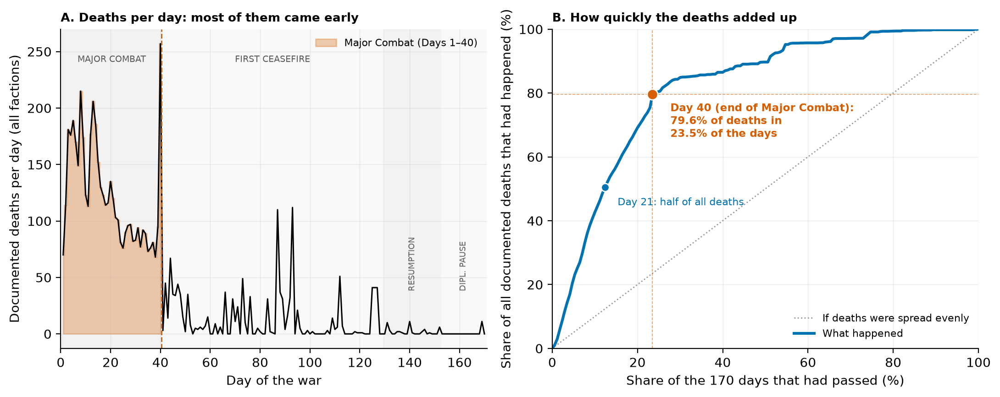 A. Deaths per day: most of them came early
Documented deaths per day (all factions)
250
200
150
100
50
0
Major Combat (Days 1–40)
MAJOR COMBAT
FIRST CEASEFIRE
RESUMPTION
DIPL. PAUSE
0 20 40 60 80 100 120 140 160
Day of the war
B. How quickly the deaths added up
Share of all documented deaths that had happened (%)
100
80
60
40
20
0
Day 40 (end of Major Combat):
79.6% of deaths in
23.5% of the days
Day 21: half of all deaths
If deaths were spread evenly
What happened
0 20 40 60 80 100
Share of the 170 days that had passed (%)